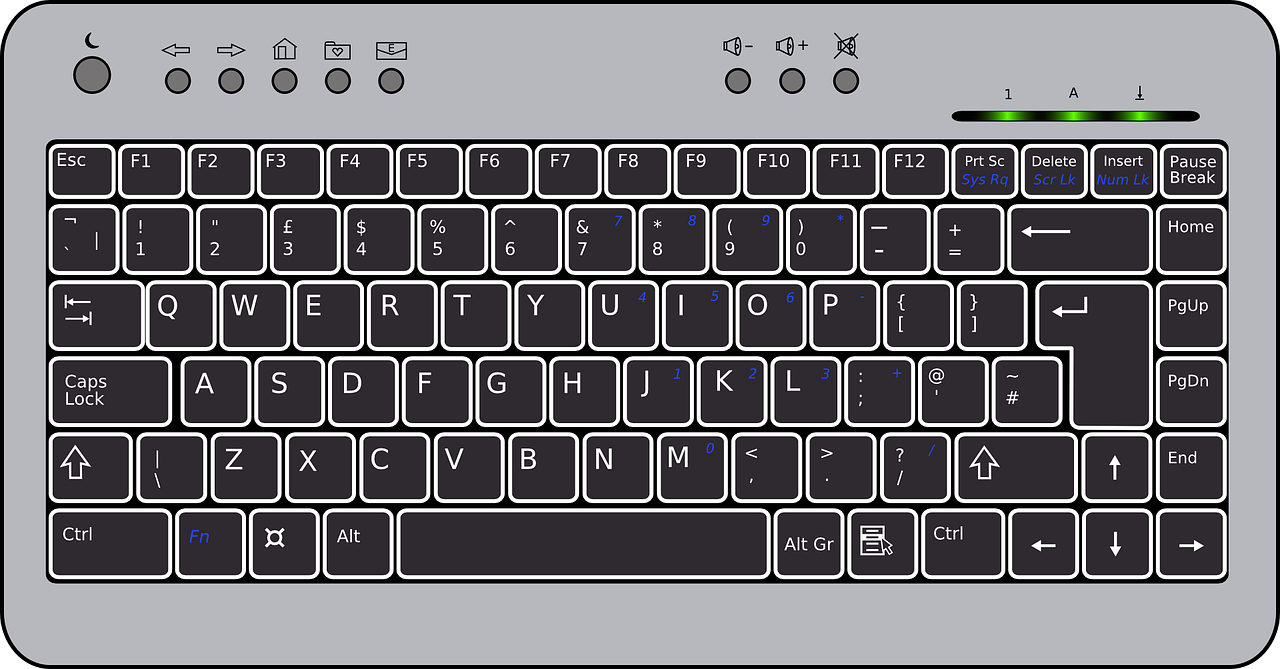 E
1 A
Esc F1 F2 F3 F4 F5 F6 F7 F8 F9 F10 F11 F12 Prt Sc Delete Insert Pause
Sys Rq Scr Lk Num Lk Break
¬ ! " £ $ % ^ & 7 * 8 ( 9 ) * _ + Home
` | 1 2 3 4 5 6 7 8 9 0 - =
Q W E R T Y U 4 I 5 O 6 P - { } PgUp
[ ]
Caps A S D F G H J 1 K 2 L 3 : + @ ~ PgDn
Lock ; ' #
| Z X C V B N M 0 < > ? / End
\ , . /
Ctrl Fn Alt Alt Gr Ctrl